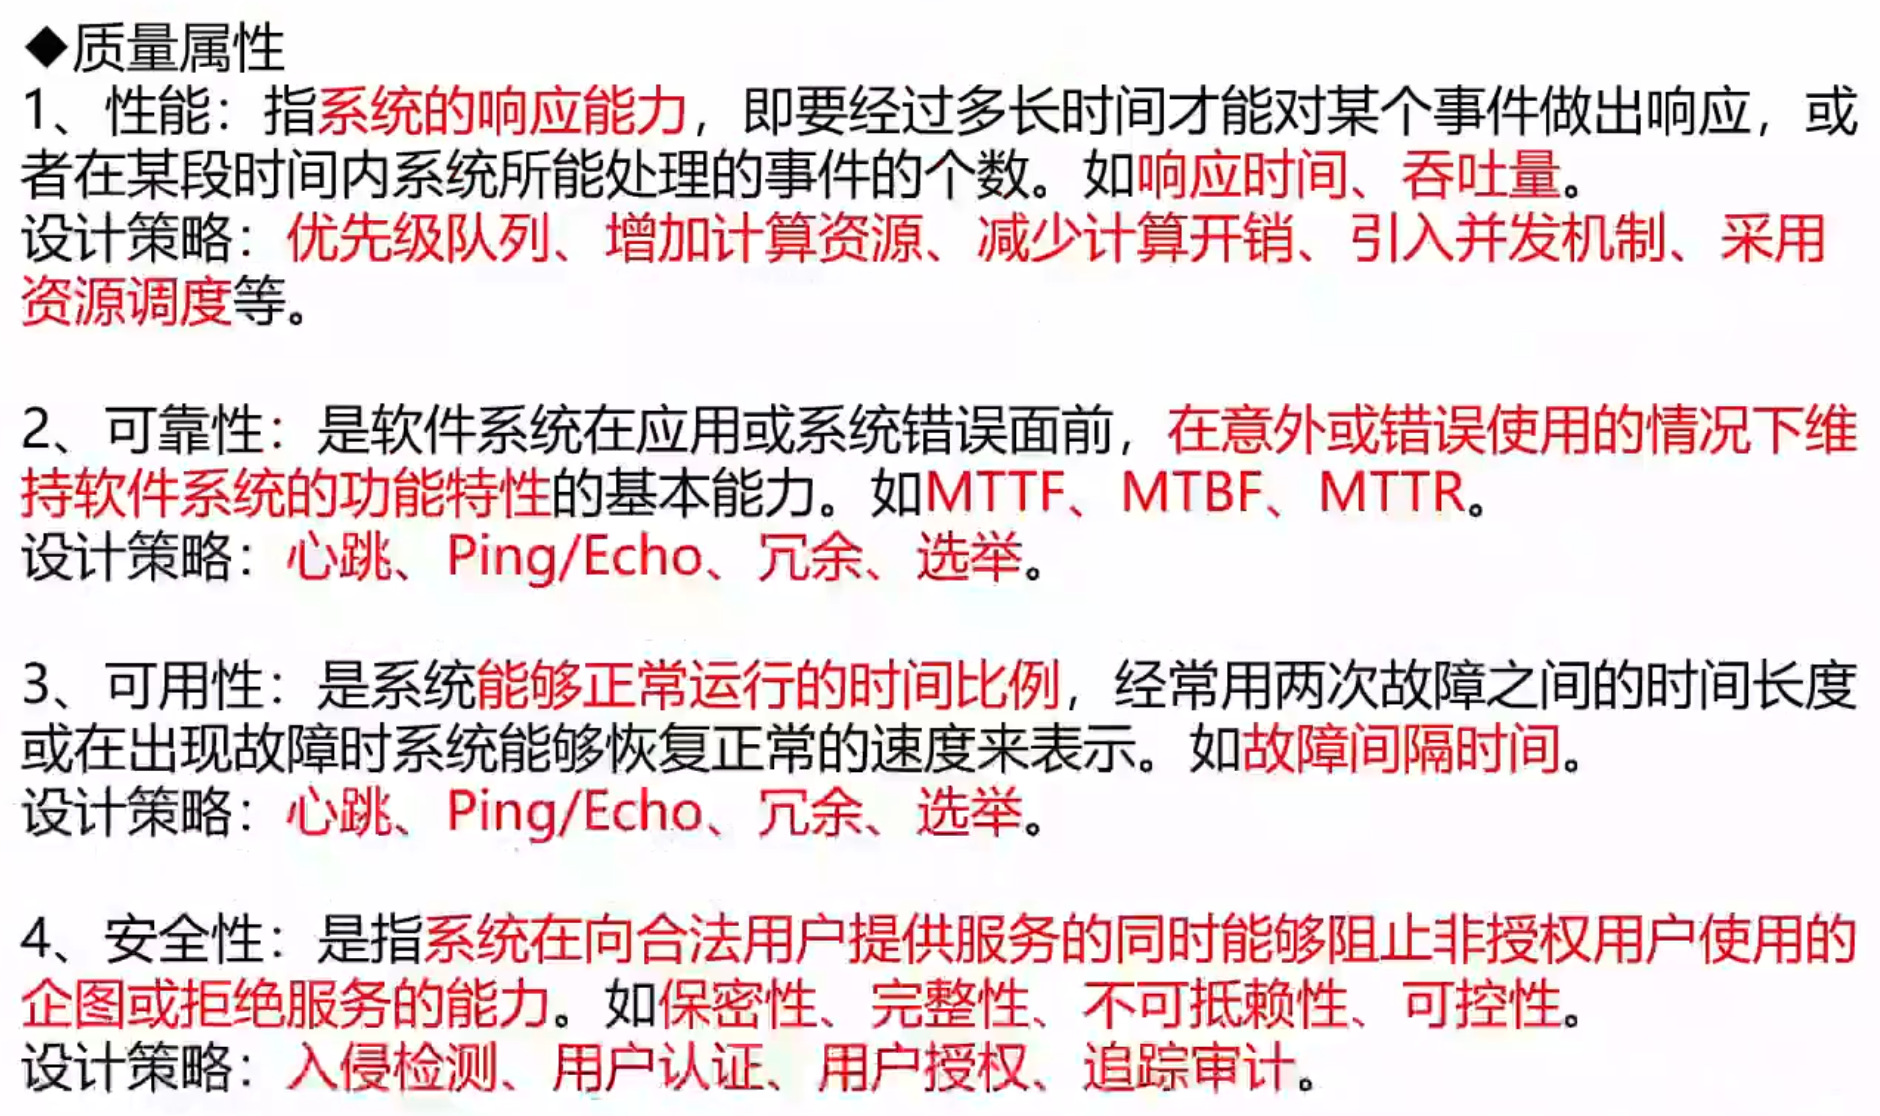 ◆质量属性
1、性能：指系统的响应能力，即要经过多长时间才能对某个事件做出响应，或
者在某段时间内系统所能处理的事件的个数。如响应时间、吞吐量。
设计策略：优先级队列、增加计算资源、减少计算开销、引入并发机制、采用
资源调度等。
2、可靠性：是软件系统在应用或系统错误面前，在意外或错误使用的情况下维
持软件系统的功能特性的基本能力。如MTTF、MTBF、MTTR。
设计策略：心跳、Ping/Echo、冗余、选举。
3、可用性：是系统能够正常运行的时间比例，经常用两次故障之间的时间长度
或在出现故障时系统能够恢复正常的速度来表示。如故障间隔时间。
设计策略：心跳、Ping/Echo、冗余、选举。
4、安全性：是指系统在向合法用户提供服务的同时能够阻止非授权用户使用的
企图或拒绝服务的能力。如保密性、完整性、不可抵赖性、可控性。
设计策略：入侵检测、用户认证、用户授权、追踪审计。